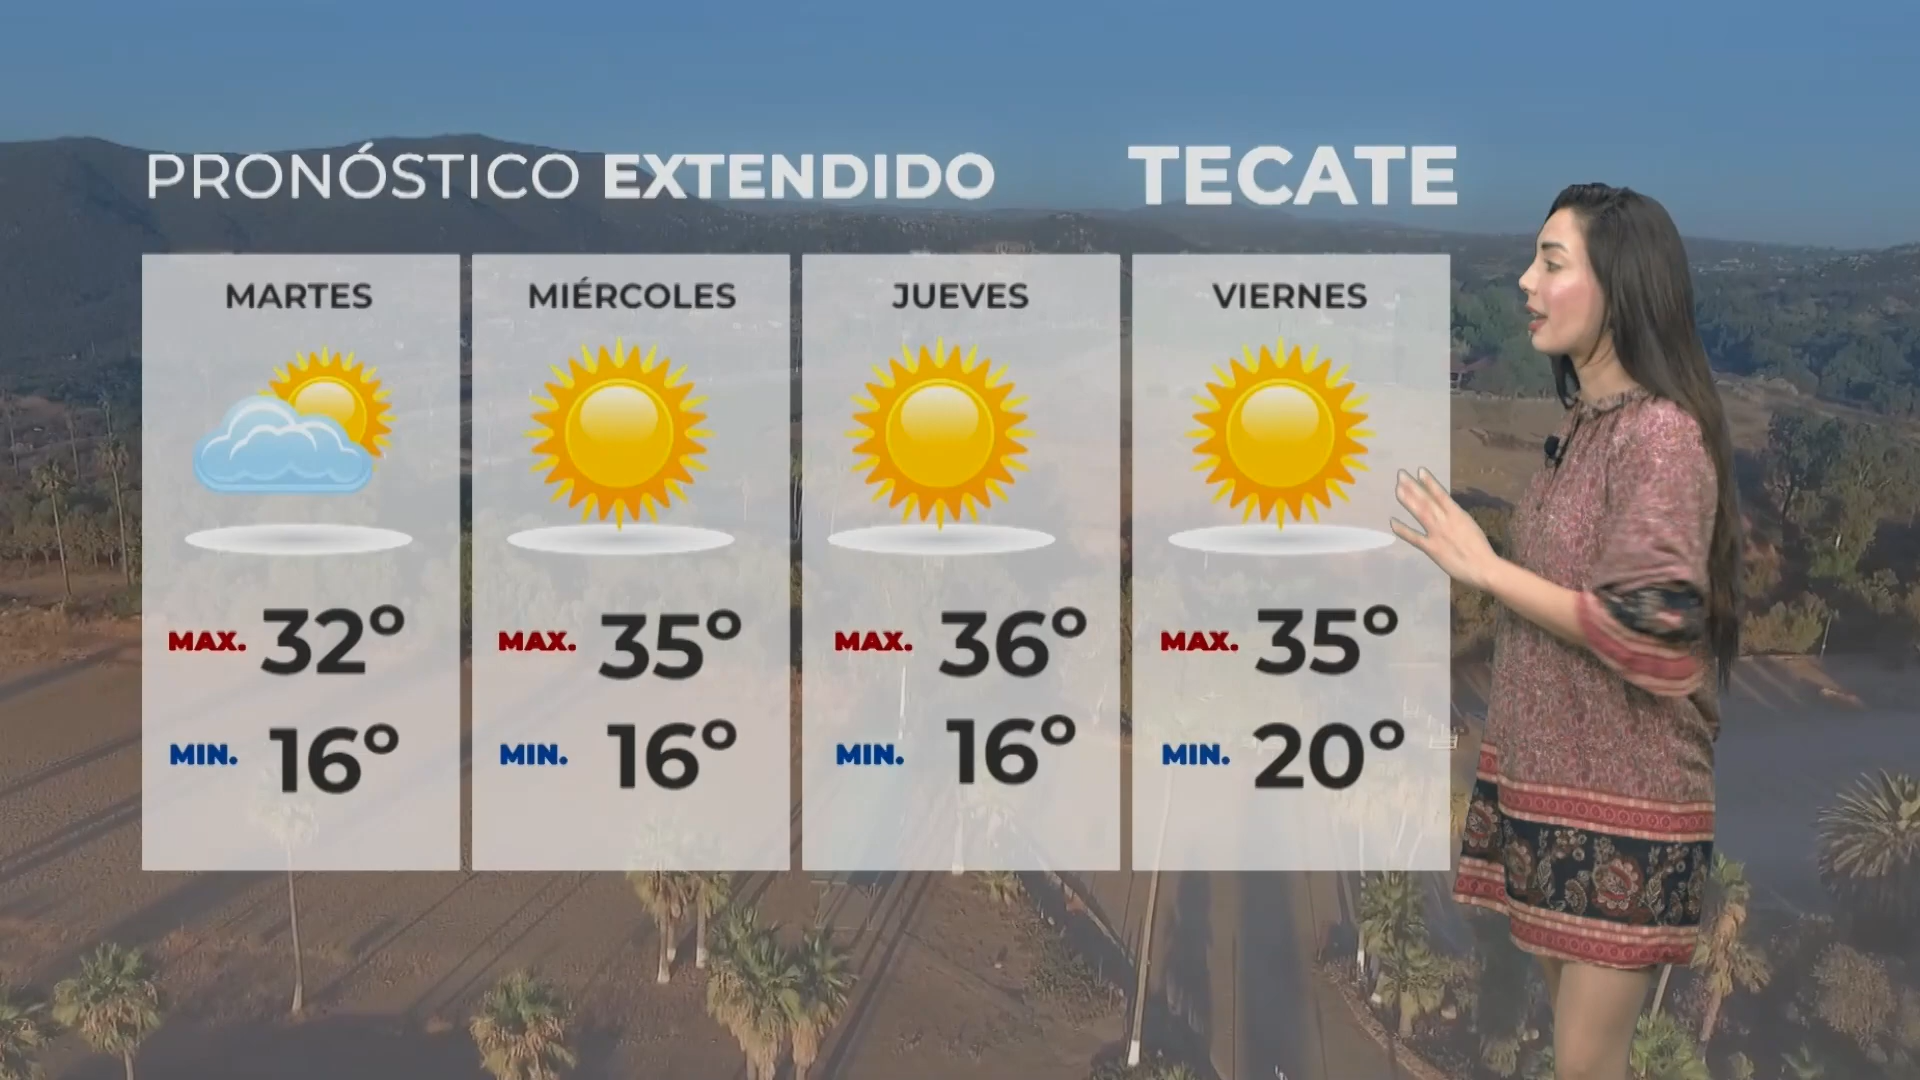 PRONÓSTICO EXTENDIDO TECATE
MARTES
MAX. 32°
MIN. 16°
MIÉRCOLES
MAX. 35°
MIN. 16°
JUEVES
MAX. 36°
MIN. 16°
VIERNES
MAX. 35°
MIN. 20°